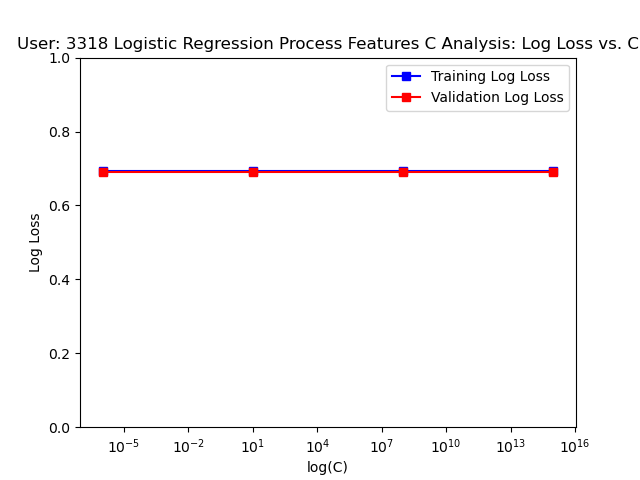 User: 3318 Logistic Regression Process Features C Analysis: Log Loss vs. C
1.0
Training Log Loss
Validation Log Loss
0.8
0.6
0.4
0.2
0.0
Log Loss
10⁻⁵ 10⁻² 10¹ 10⁴ 10⁷ 10¹⁰ 10¹³ 10¹⁶
log(C)